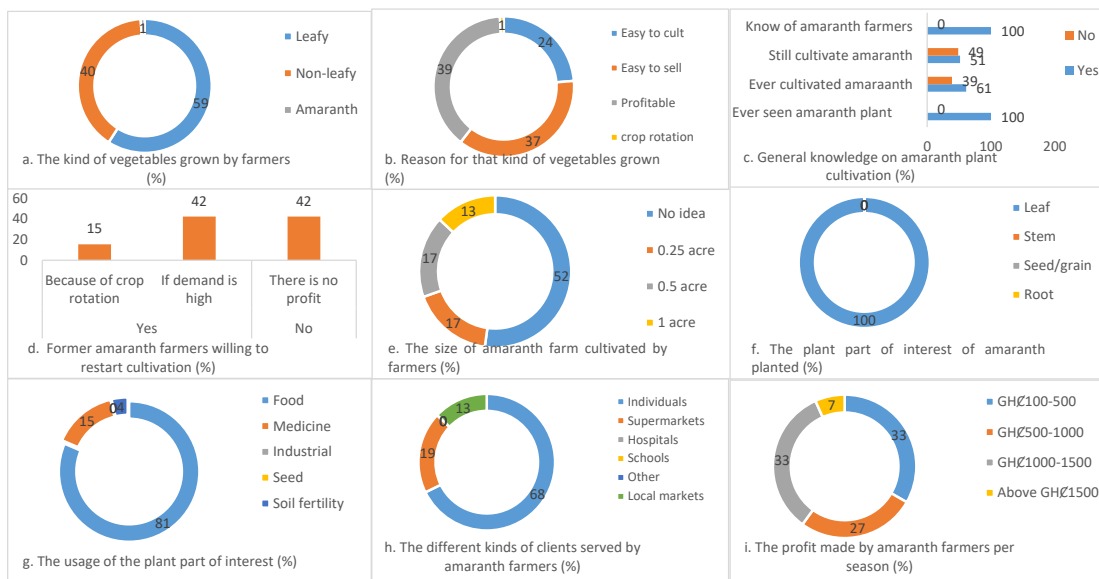 1
40
59
Leafy
Non-leafy
Amaranth
a. The kind of vegetables grown by farmers
(%)
1
24
39
37
Easy to cult
Easy to sell
Profitable
crop rotation
b. Reason for that kind of vegetables grown (%)
Know of amaranth farmers
Still cultivate amaranth
Ever cultivated amaraanth
Ever seen amaranth plant
0
100
49
51
39
61
0
100
No
Yes
0 100 200
c. General knowledge on amaranth plant
cultivation (%)
60
40
20
0
15
42
42
Because of crop rotation
If demand is high
There is no profit
Yes
No
d. Former amaranth farmers willing to
restart cultivation (%)
13
17
17
52
No idea
0.25 acre
0.5 acre
1 acre
e. The size of amaranth farm cultivated by
farmers (%)
0
100
Leaf
Stem
Seed/grain
Root
f. The plant part of interest of amaranth
planted (%)
15
0
4
81
Food
Medicine
Industrial
Seed
Soil fertility
g. The usage of the plant part of interest (%)
0
13
19
68
Individuals
Supermarkets
Hospitals
Schools
Other
Local markets
h. The different kinds of clients served by
amaranth farmers (%)
7
33
33
27
GH₵100-500
GH₵500-1000
GH₵1000-1500
Above GH₵1500
i. The profit made by amaranth farmers per
season (%)